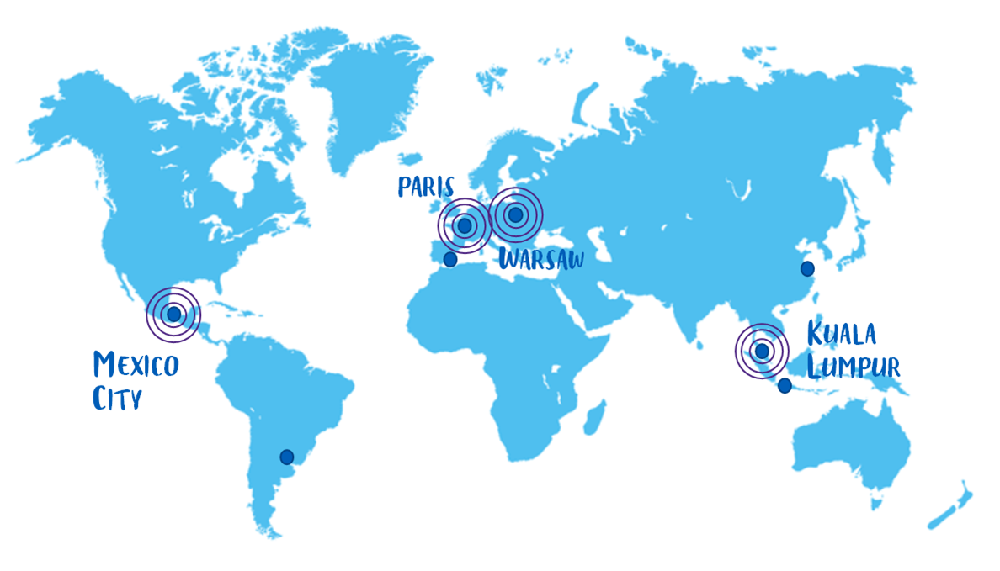 PARIS
WARSAW
MEXICO
CITY
KUALA
LUMPUR